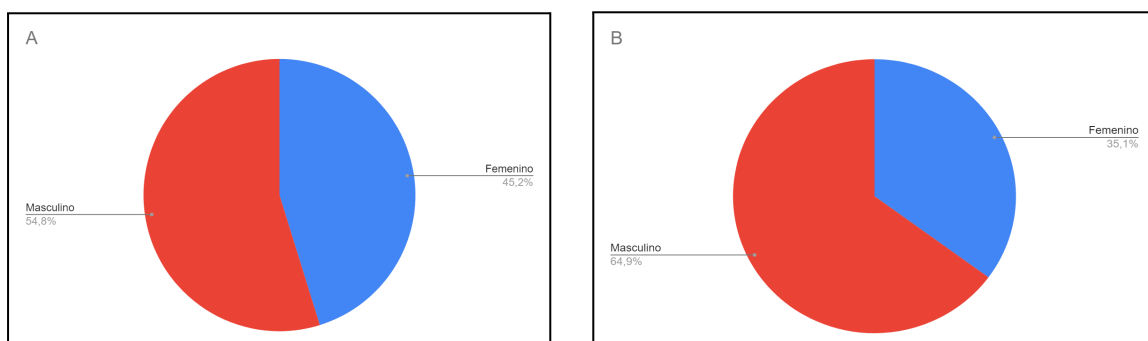 A
Femenino
45,2%
Masculino
54,8%
B
Femenino
35,1%
Masculino
64,9%